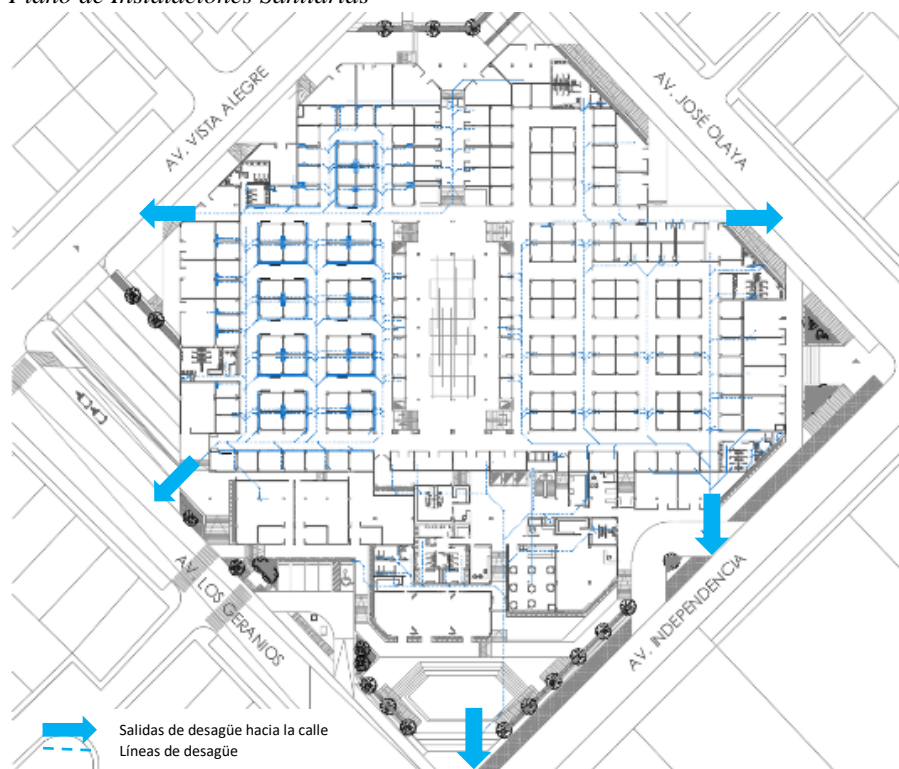 Plano de Instalaciones Sanitarias
AV. VISTA ALEGRE
AV. JOSÉ OLAYA
AV. LOS GERANIOS
AV. INDEPENDENCIA
Salidas de desagüe hacia la calle
Líneas de desagüe